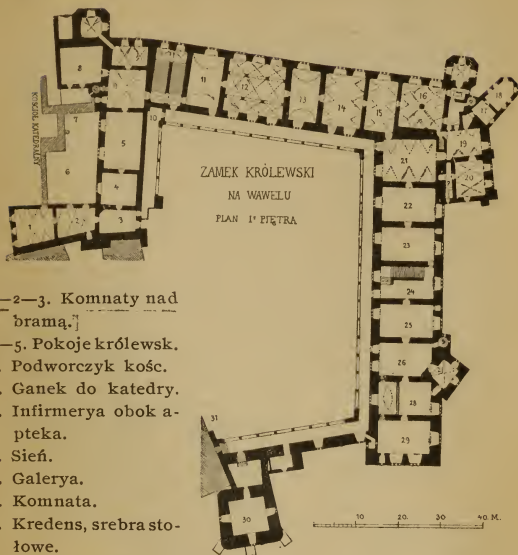 ZAMEK KRÓLEWSKI
NA WAWELU
PLAN Iº PIĘTRA
KOŚCIÓŁ KATEDRALNY
8
9
7
6
5
4
3
2
1
10
11
12
13
14
15
16
17
18
19
20
21
22
23
24
25
26
28
29
30
31
10 20. 30. 40 M.
—2—3. Komnaty nad
bramą.
—5. Pokoje królewsk.
. Podworczyk kośc.
. Ganek do katedry.
. Infirmerya obok a-
pteka.
. Sień.
. Galerya.
. Komnata.
. Kredens, srebra sto-
łowe.